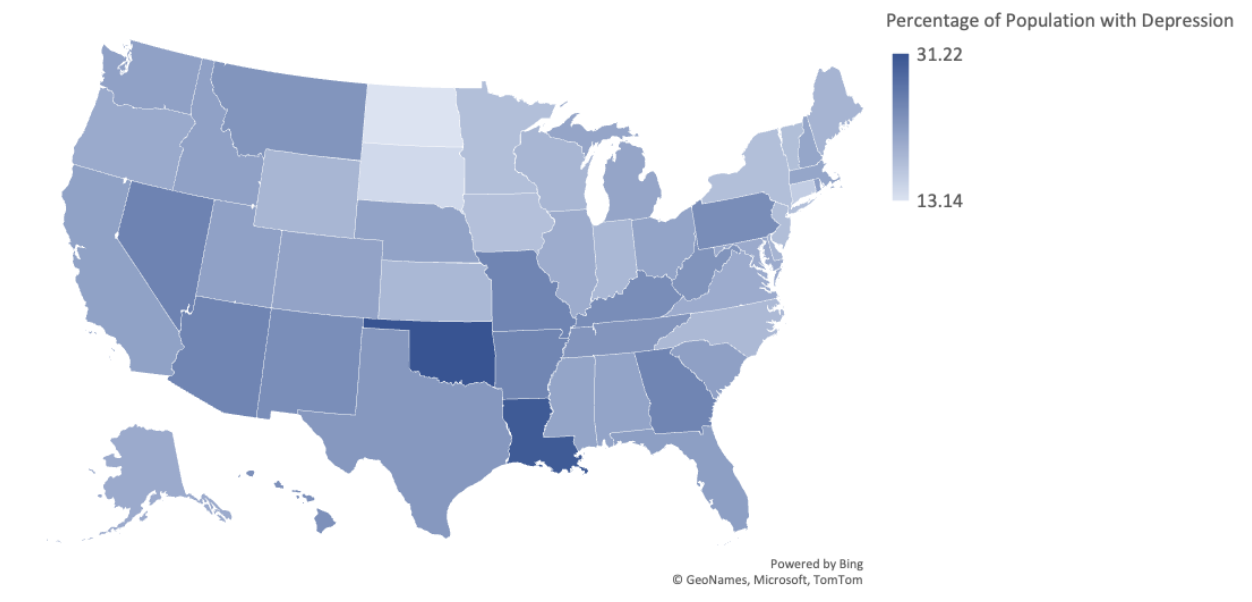 Percentage of Population with Depression
31.22
13.14
Powered by Bing
© GeoNames, Microsoft, TomTom